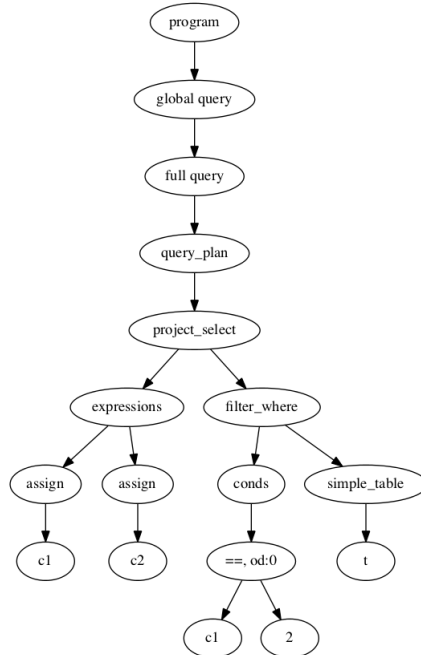 program
global query
full query
query_plan
project_select
expressions filter_where
assign assign conds simple_table
c1 c2 ==, od:0 t
c1 2